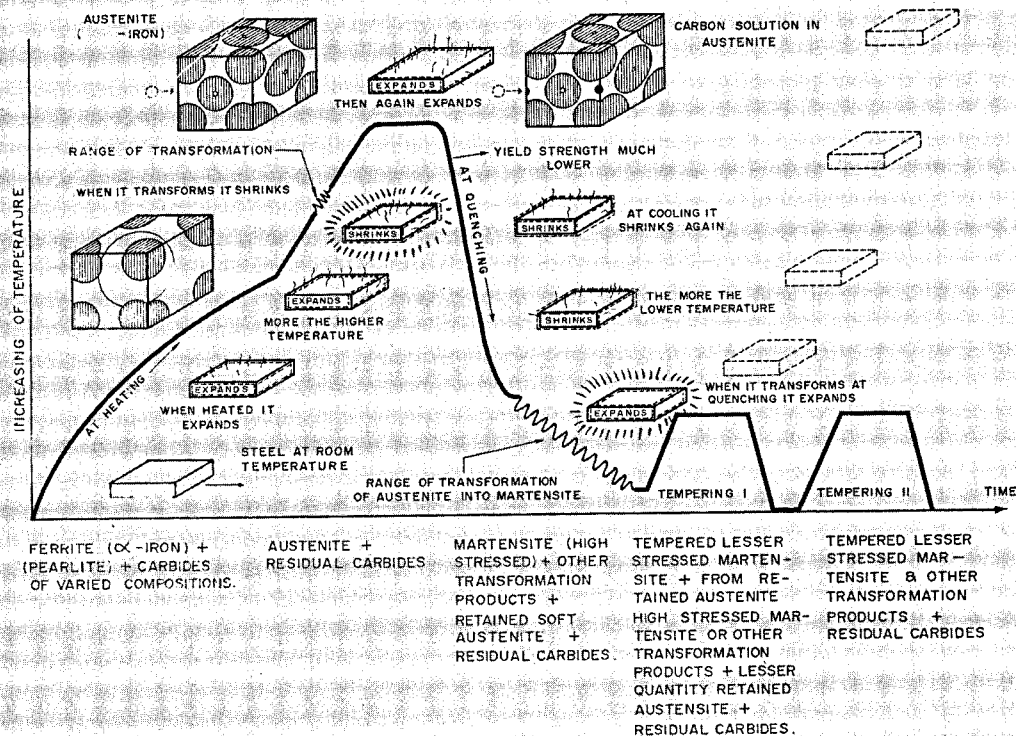 AUSTENITE
( -IRON)
EXPANDS
THEN AGAIN EXPANDS
CARBON SOLUTION IN
AUSTENITE
RANGE OF TRANSFORMATION
WHEN IT TRANSFORMS IT SHRINKS
YIELD STRENGTH MUCH
LOWER
AT QUENCHING
SHRINKS
SHRINKS
AT COOLING IT
SHRINKS AGAIN
INCREASING OF TEMPERATURE
EXPANDS
MORE THE HIGHER
TEMPERATURE
SHRINKS
THE MORE THE
LOWER TEMPERATURE
AT HEATING
EXPANDS
WHEN HEATED IT
EXPANDS
EXPANDS
WHEN IT TRANSFORMS AT
QUENCHING IT EXPANDS
STEEL AT ROOM
TEMPERATURE
RANGE OF TRANSFORMATION
OF AUSTENITE INTO MARTENSITE
TEMPERING I
TEMPERING II
TIME
FERRITE (∝-IRON) +
(PEARLITE) + CARBIDES
OF VARIED COMPOSITIONS.
AUSTENITE +
RESIDUAL CARBIDES
MARTENSITE (HIGH
STRESSED) + OTHER
TRANSFORMATION
PRODUCTS +
RETAINED SOFT
AUSTENITE +
RESIDUAL CARBIDES.
TEMPERED LESSER
STRESSED MARTEN-
SITE + FROM RE-
TAINED AUSTENITE
HIGH STRESSED MAR-
TENSITE OR OTHER
TRANSFORMATION
PRODUCTS + LESSER
QUANTITY RETAINED
AUSTENSITE +
RESIDUAL CARBIDES.
TEMPERED LESSER
STRESSED MAR-
TENSITE & OTHER
TRANSFORMATION
PRODUCTS +
RESIDUAL CARBIDES